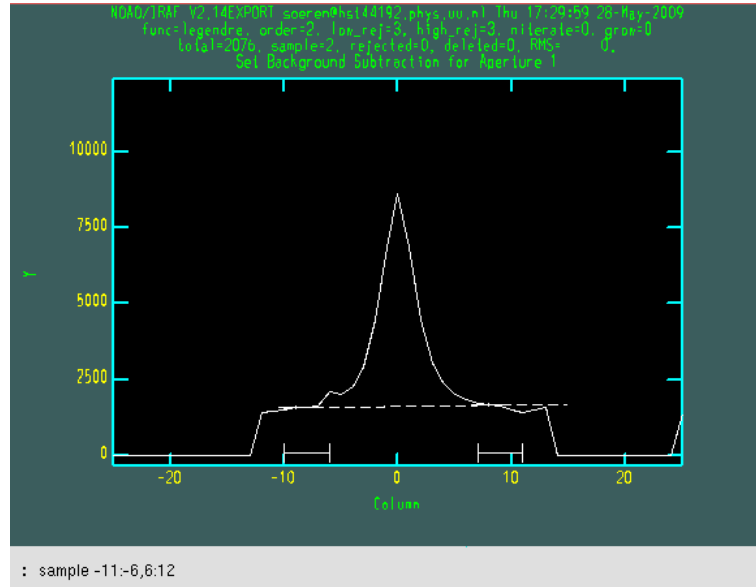 NOAO/IRAF V2.14EXPORT soeren@hst44192.phys.uu.nl Thu 17:29:59 28-May-2009
func=legendre, order=2, low_rej=3, high_rej=3, niterate=0, grow=0
total=2076, sample=2, rejected=0, deleted=0, RMS= 0.
Set Background Subtraction for Aperture 1
10000
7500
5000
2500
0
Y
-20 -10 0 10 20
Column
: sample -11:-6,6:12